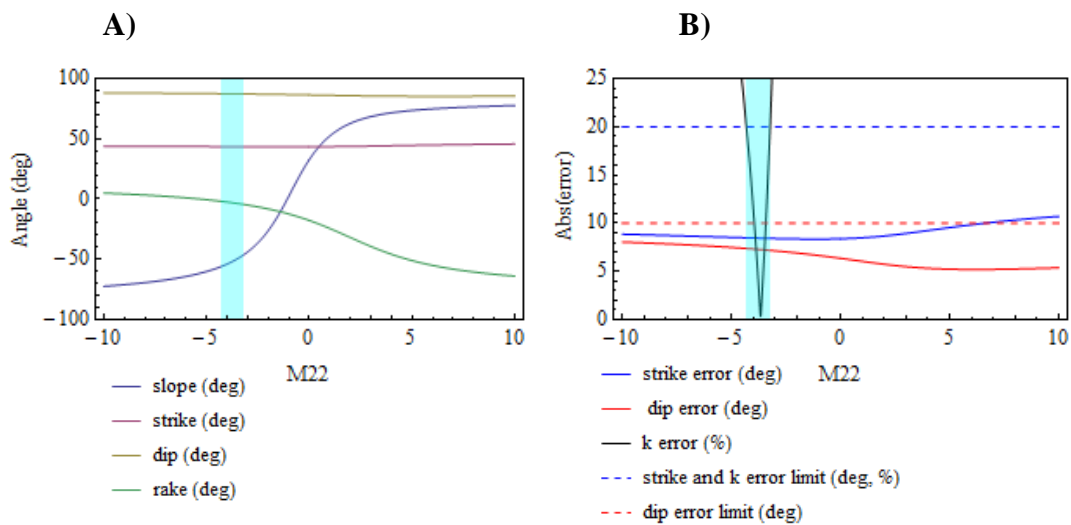 A)
B)
100
50
0
−50
−100
Angle (deg)
−10
−5
0
5
10
M22
slope (deg)
strike (deg)
dip (deg)
rake (deg)
25
20
15
10
5
0
Abs(error)
−10
−5
0
5
10
M22
strike error (deg)
dip error (deg)
k error (%)
strike and k error limit (deg, %)
dip error limit (deg)